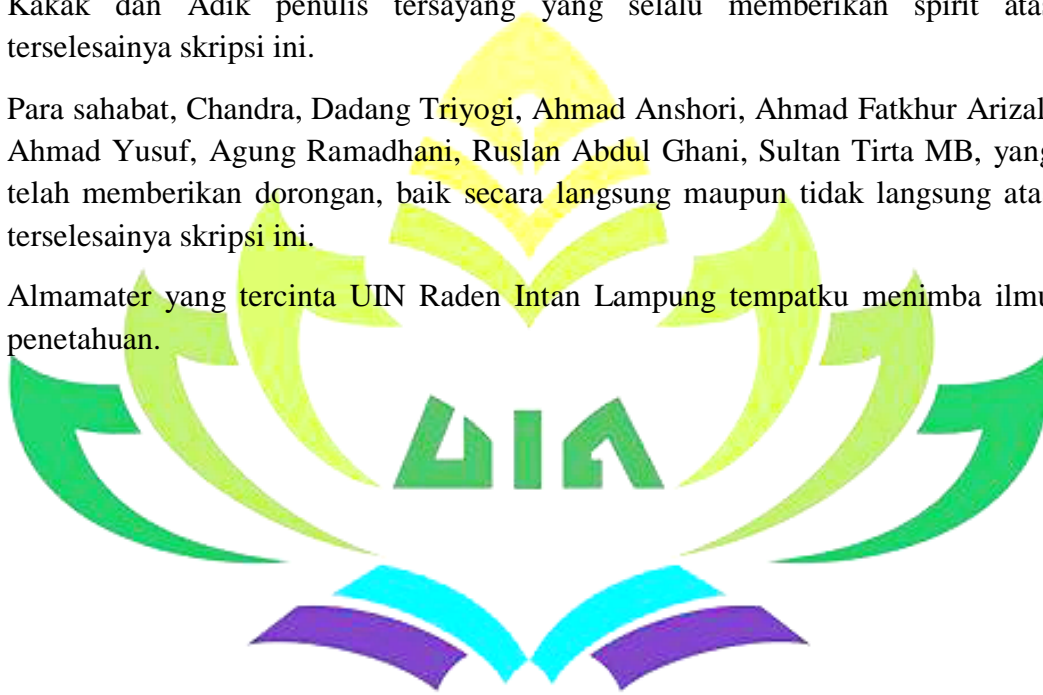 Kakak dan Adik penulis tersayang yang selalu memberikan spirit atas
terselesainya skripsi ini.
Para sahabat, Chandra, Dadang Triyogi, Ahmad Anshori, Ahmad Fatkhur Arizal
Ahmad Yusuf, Agung Ramadhani, Ruslan Abdul Ghani, Sultan Tirta MB, yang
telah memberikan dorongan, baik secara langsung maupun tidak langsung ata
terselesainya skripsi ini.
Almamater yang tercinta UIN Raden Intan Lampung tempatku menimba ilmu
penetahuan.
UIN